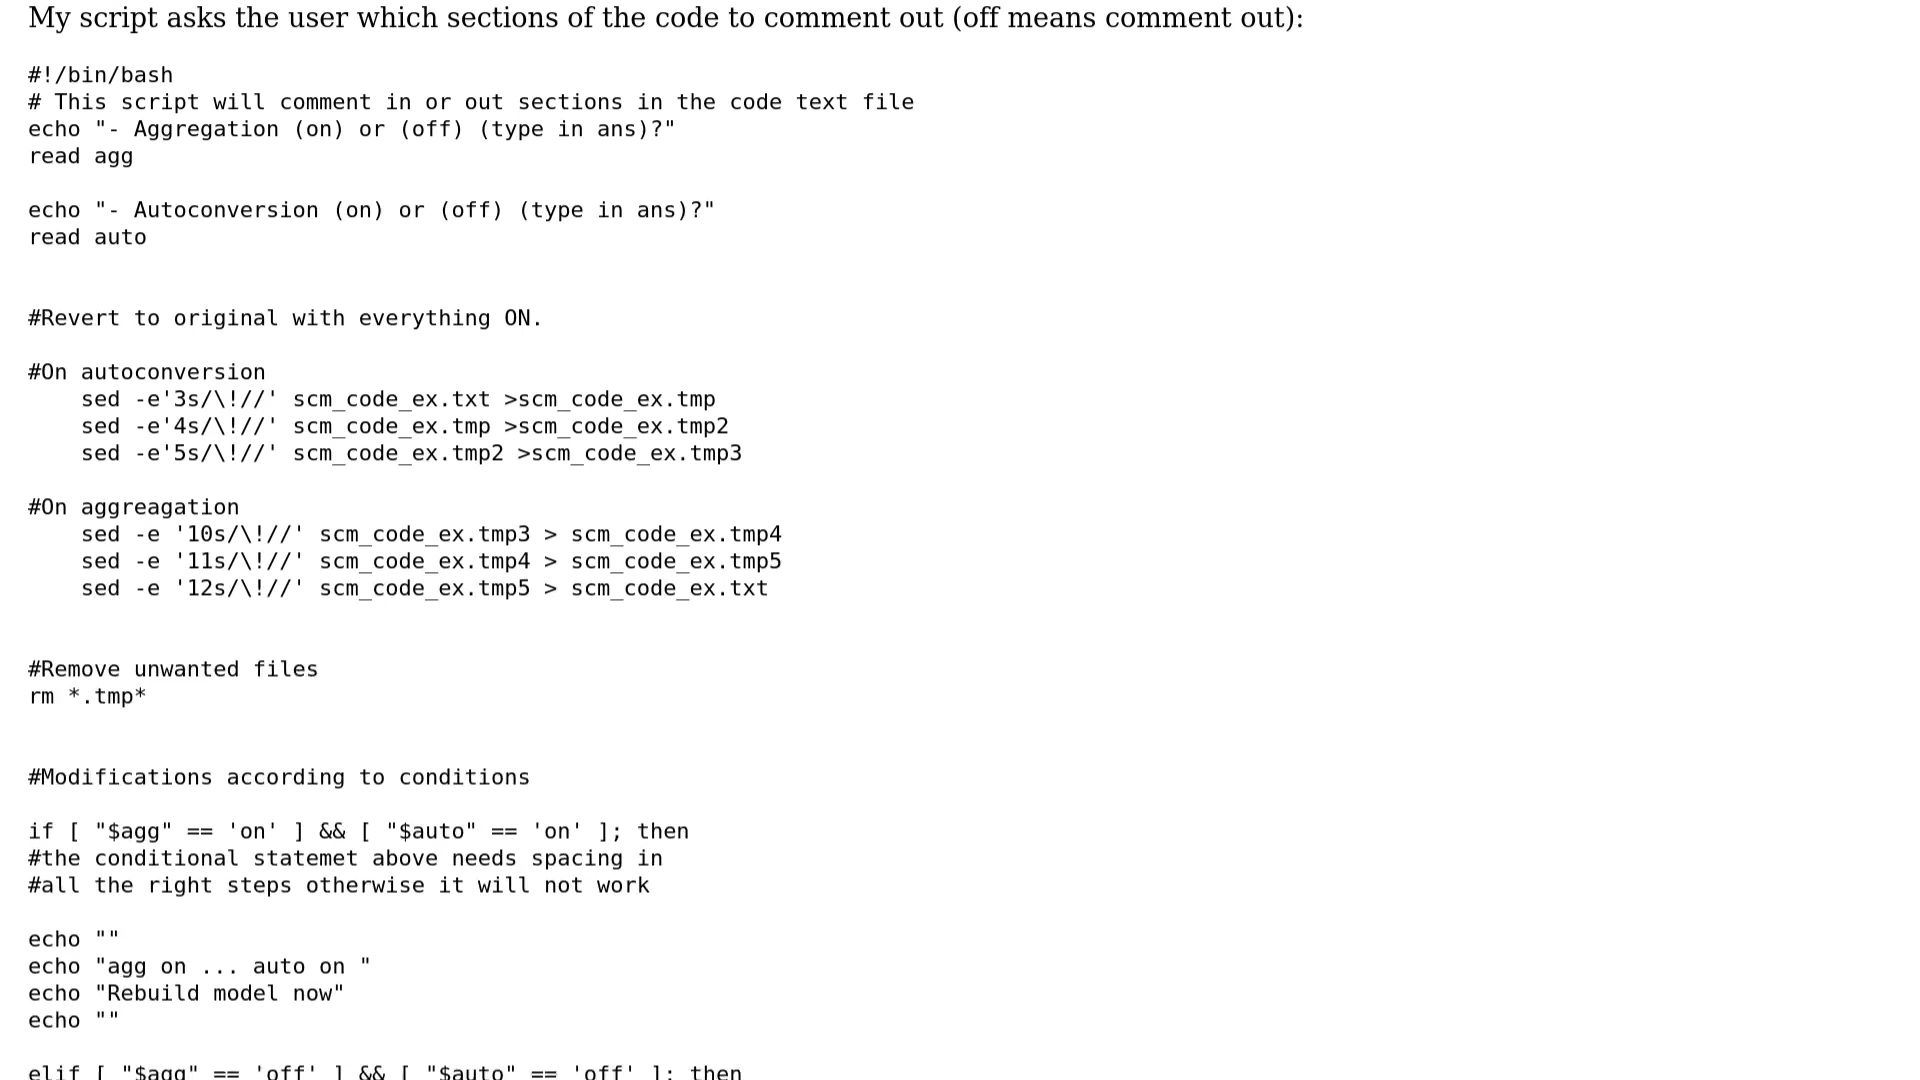 My script asks the user which sections of the code to comment out (off means comment out):
#!/bin/bash
# This script will comment in or out sections in the code text file
echo "- Aggregation (on) or (off) (type in ans)?"
read agg
echo "- Autoconversion (on) or (off) (type in ans)?"
read auto
#Revert to original with everything ON.
#On autoconversion
sed -e'3s/\!//' scm_code_ex.txt >scm_code_ex.tmp
sed -e'4s/\!//' scm_code_ex.tmp >scm_code_ex.tmp2
sed -e'5s/\!//' scm_code_ex.tmp2 >scm_code_ex.tmp3
#On aggreagation
sed -e '10s/\!//' scm_code_ex.tmp3 > scm_code_ex.tmp4
sed -e '11s/\!//' scm_code_ex.tmp4 > scm_code_ex.tmp5
sed -e '12s/\!//' scm_code_ex.tmp5 > scm_code_ex.txt
#Remove unwanted files
rm *.tmp*
#Modifications according to conditions
if [ "$agg" == 'on' ] && [ "$auto" == 'on' ]; then
#the conditional statemet above needs spacing in
#all the right steps otherwise it will not work
echo ""
echo "agg on ... auto on "
echo "Rebuild model now"
echo ""
elif [ "$agg" == 'off' ] && [ "$auto" == 'off' ]; then